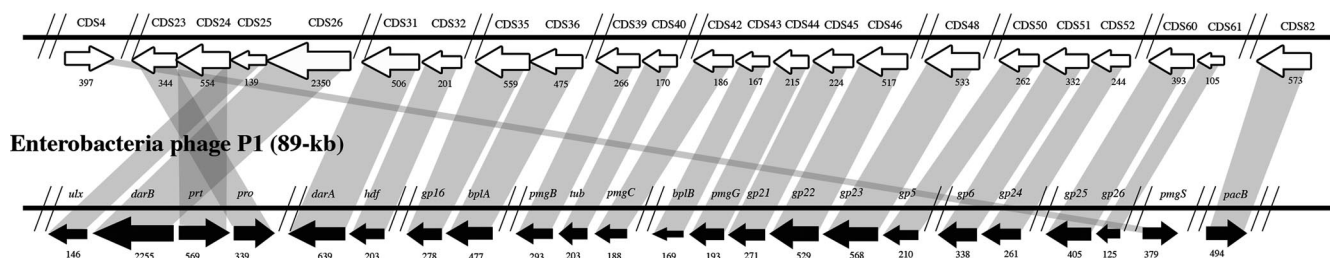 CDS4 CDS23 CDS24 CDS25 CDS26 CDS31 CDS32 CDS35 CDS36 CDS39 CDS40 CDS42 CDS43 CDS44 CDS45 CDS46 CDS48 CDS50 CDS51 CDS52 CDS60 CDS61 CDS82
397 344 554 139 2350 506 201 559 475 266 170 186 167 215 224 517 533 262 332 244 393 105 573
Enterobacteria phage P1 (89-kb)
ulx darB prt pro darA hdf gp16 bplA pmgB tub pmgC bplB pmgG gp21 gp22 gp23 gp5 gp6 gp24 gp25 gp26 pmgS pacB
146 2255 569 339 639 203 278 477 293 203 188 169 193 271 529 568 210 338 261 405 125 379 494